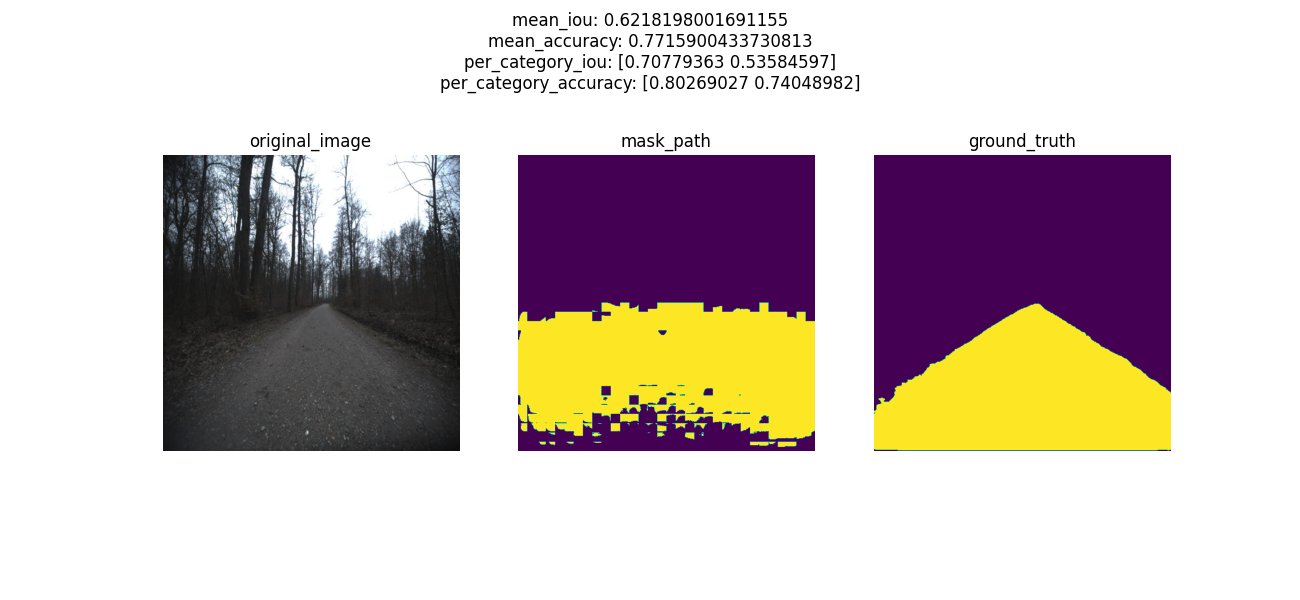 mean_iou: 0.6218198001691155
mean_accuracy: 0.7715900433730813
per_category_iou: [0.70779363 0.53584597]
per_category_accuracy: [0.80269027 0.74048982]
original_image
mask_path
ground_truth